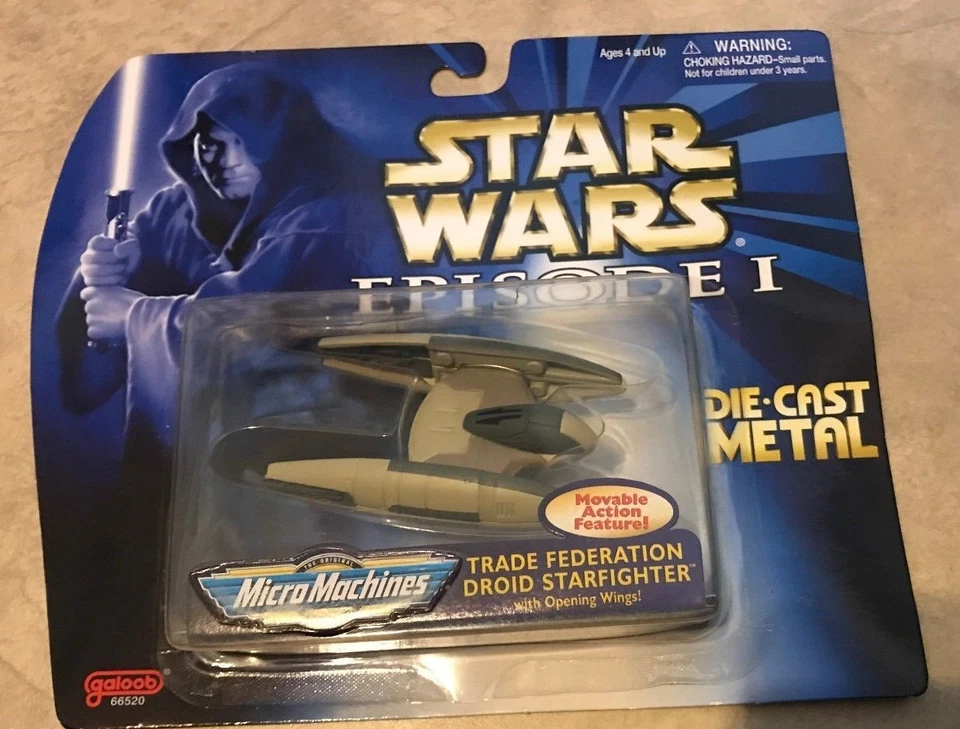 Ages 4 and Up
WARNING:
CHOKING HAZARD–Small parts.
Not for children under 3 years.
STAR
WARS®
EPISODE I
DIE·CAST
METAL
Movable
Action
Feature!
THE ORIGINAL
MicroMachines
TRADE FEDERATION
DROID STARFIGHTER™
with Opening Wings!
galoob®
66520